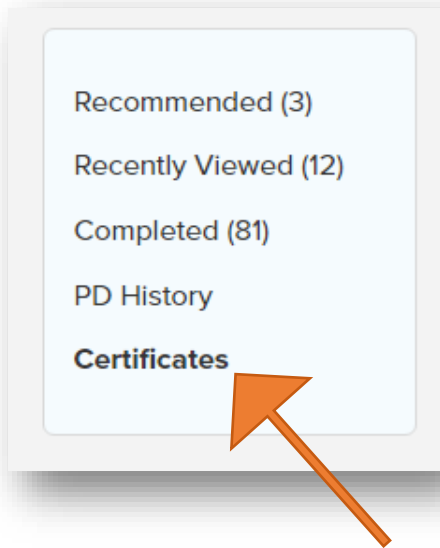 Recommended (3)
Recently Viewed (12)
Completed (81)
PD History
Certificates